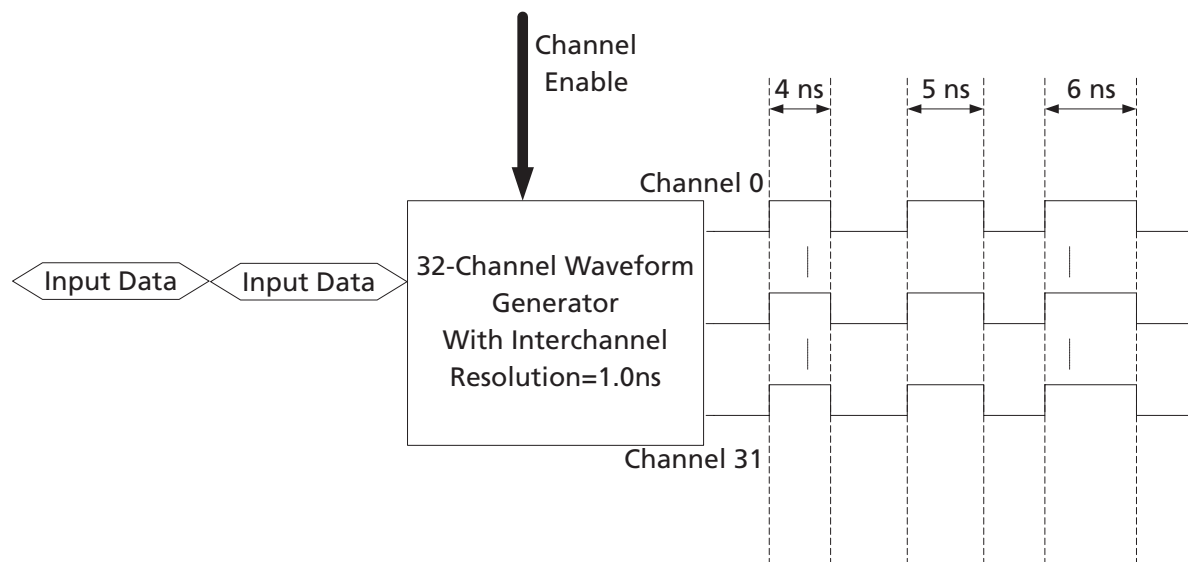 Channel
Enable
4 ns
5 ns
6 ns
Channel 0
Input Data
Input Data
32-Channel Waveform
Generator
With Interchannel
Resolution=1.0ns
Channel 31